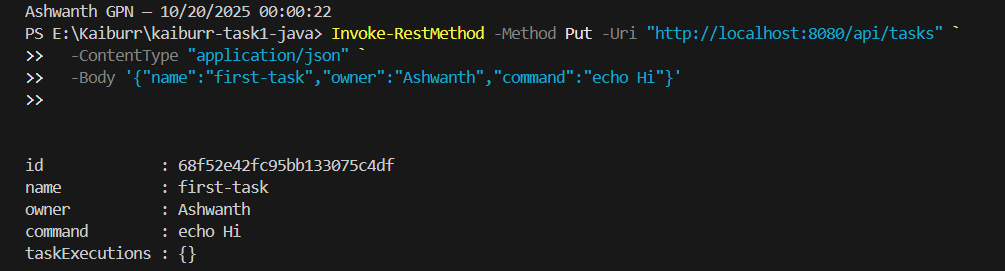 Ashwanth GPN — 10/20/2025 00:00:22
PS E:\Kaiburr\kaiburr-task1-java> Invoke-RestMethod -Method Put -Uri "http://localhost:8080/api/tasks" `
>>   -ContentType "application/json" `
>>   -Body '{"name":"first-task","owner":"Ashwanth","command":"echo Hi"}'
>>
id             : 68f52e42fc95bb133075c4df
name           : first-task
owner          : Ashwanth
command        : echo Hi
taskExecutions : {}